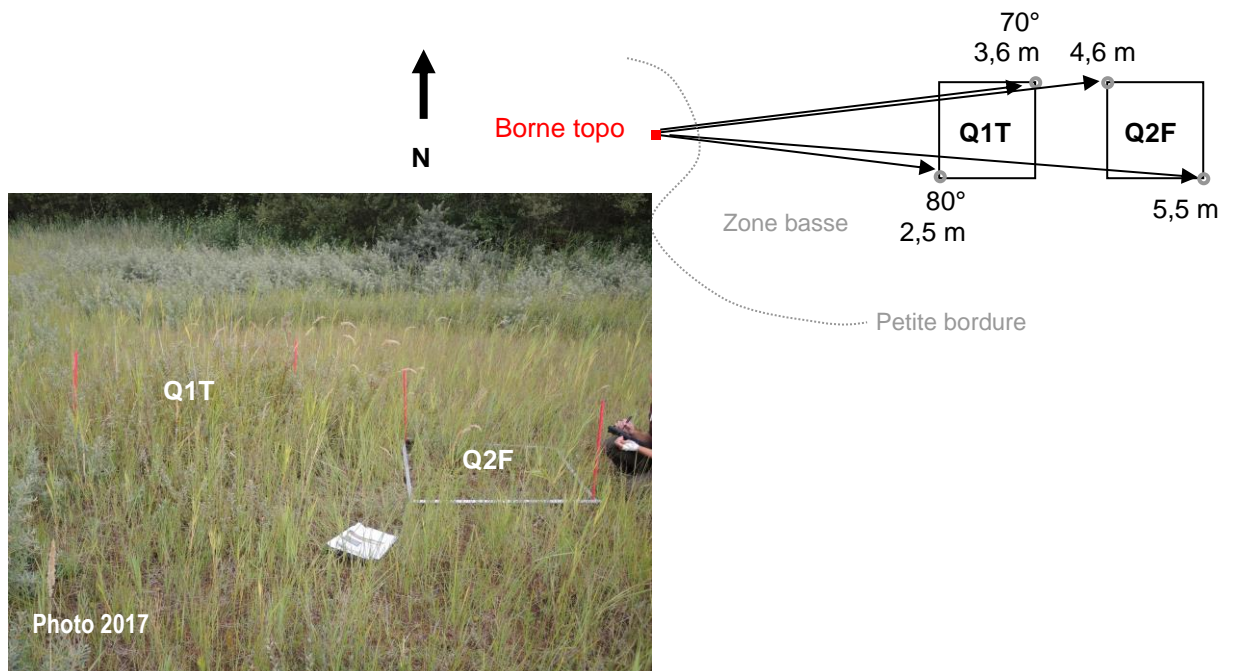 70°
3,6 m
4,6 m
Borne topo
N
Q1T
Q2F
80°
2,5 m
5,5 m
Zone basse
Petite bordure
Q1T
Q2F
Photo 2017